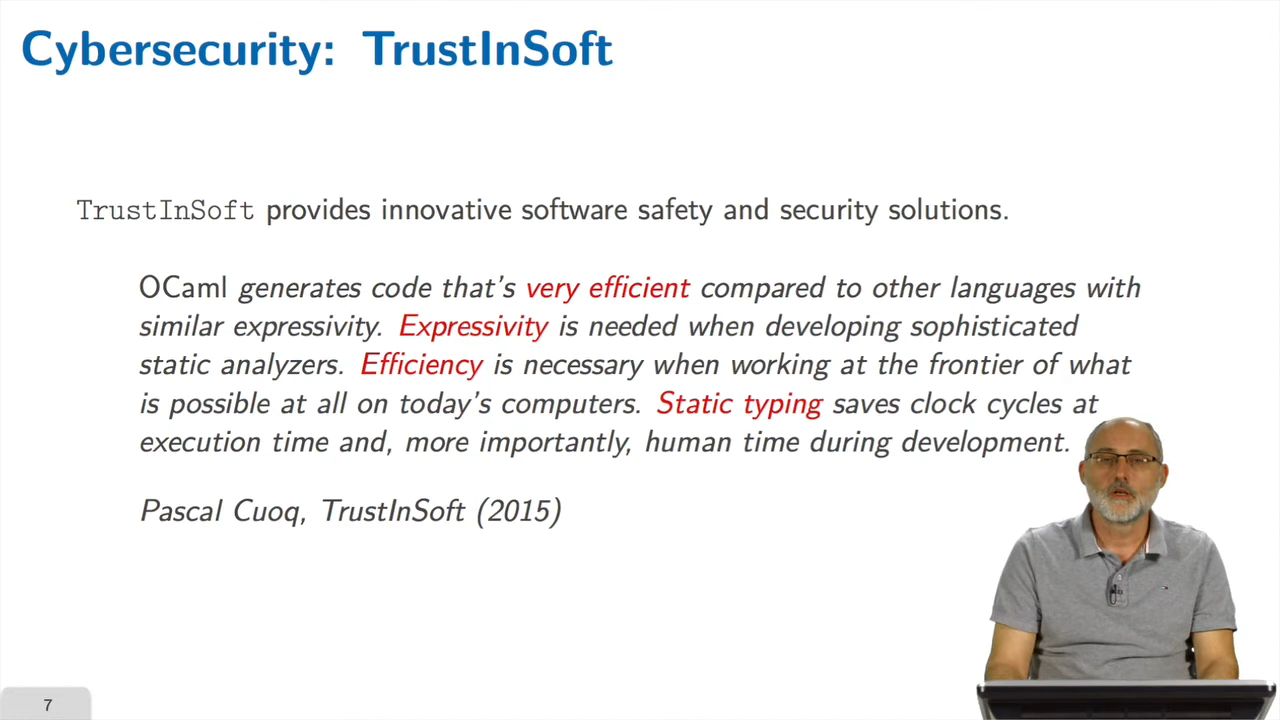 Cybersecurity: TrustInSoft
TrustInSoft provides innovative software safety and security solutions.
OCaml generates code that's very efficient compared to other languages with
similar expressivity. Expressivity is needed when developing sophisticated
static analyzers. Efficiency is necessary when working at the frontier of what
is possible at all on today's computers. Static typing saves clock cycles at
execution time and, more importantly, human time during development.
Pascal Cuoq, TrustInSoft (2015)
7